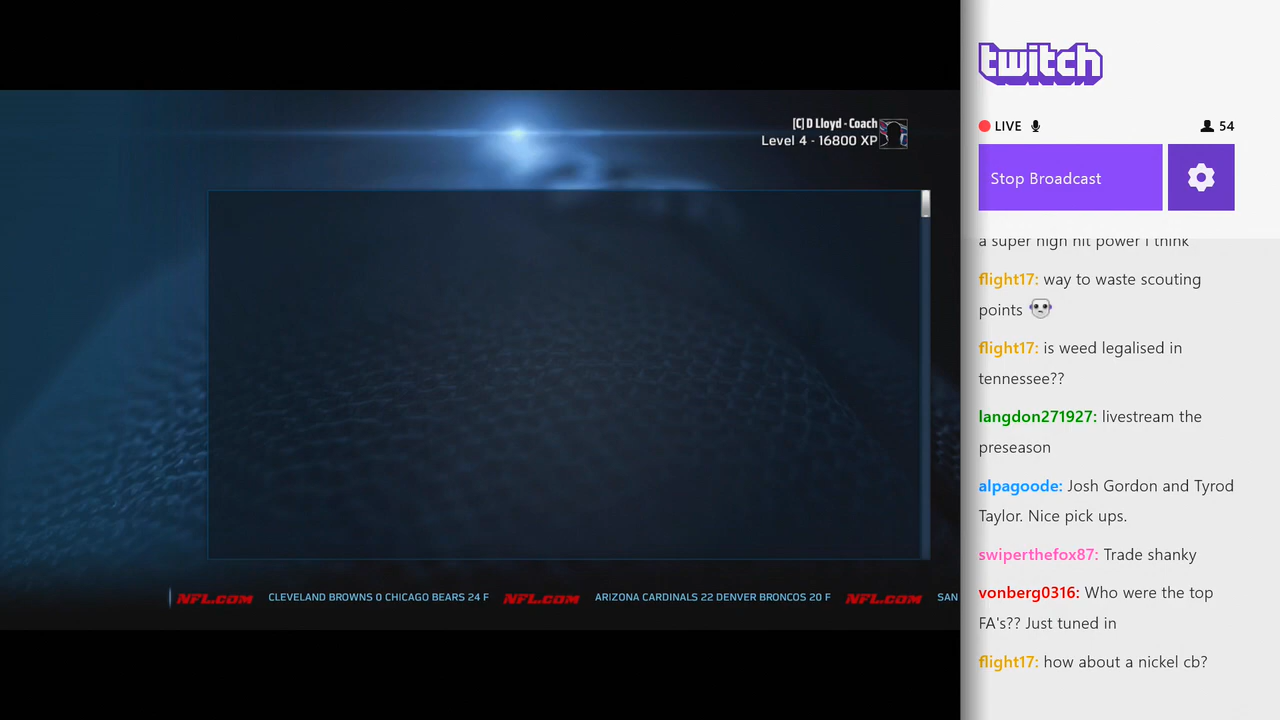 [C] D Lloyd - Coach
Level 4 - 16800 XP
NFL.COM CLEVELAND BROWNS 0 CHICAGO BEARS 24 F NFL.COM ARIZONA CARDINALS 22 DENVER BRONCOS 20 F NFL.COM SAN
twitch
LIVE 54
Stop Broadcast
a super high hit power i think
flight17: way to waste scouting
points
flight17: is weed legalised in
tennessee??
langdon271927: livestream the
preseason
alpagoode: Josh Gordon and Tyrod
Taylor. Nice pick ups.
swiperthefox87: Trade shanky
vonberg0316: Who were the top
FA's?? Just tuned in
flight17: how about a nickel cb?